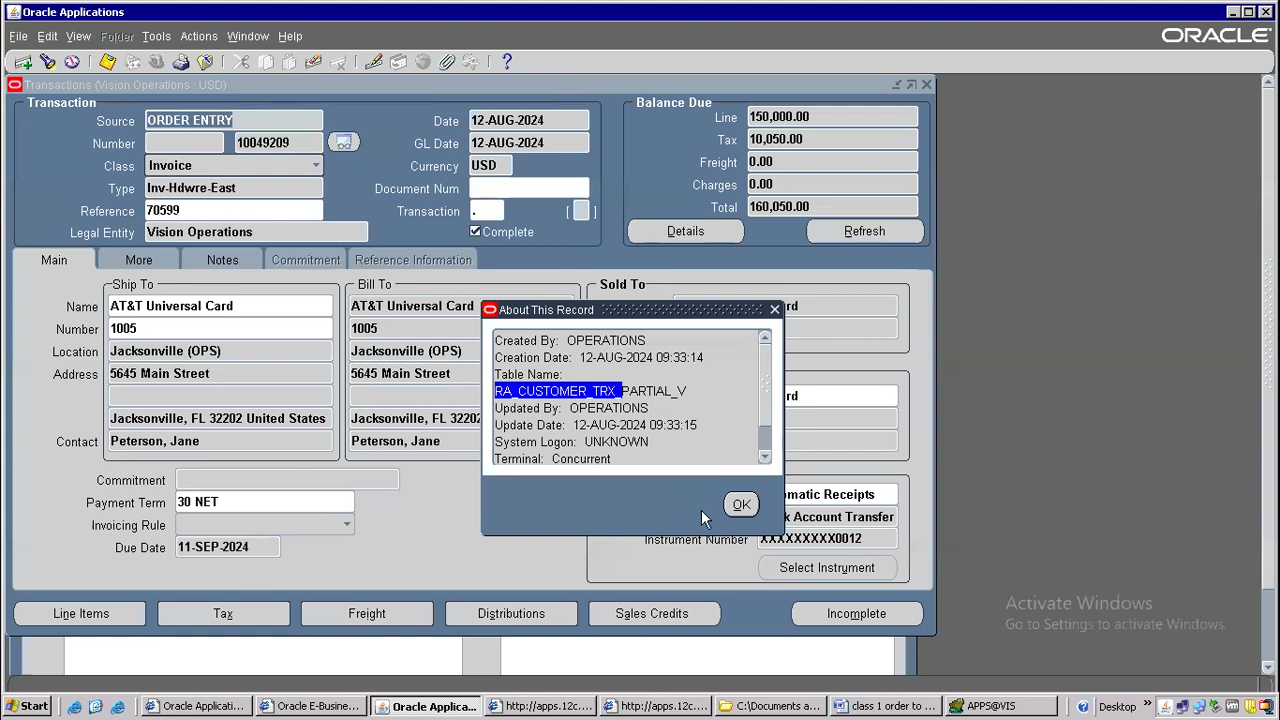 Oracle Applications
File Edit View Folder Tools Actions Window Help
ORACLE
Transactions (Vision Operations : USD)
Transaction
Source ORDER ENTRY
Number 10049209
Class Invoice
Type Inv-Hdwre-East
Reference 70599
Legal Entity Vision Operations
Date 12-AUG-2024
GL Date 12-AUG-2024
Currency USD
Document Num
Transaction . [ ]
Complete
Balance Due
Line 150,000.00
Tax 10,050.00
Freight 0.00
Charges 0.00
Total 160,050.00
Details Refresh
Main More Notes Commitment Reference Information
Ship To
Name AT&T Universal Card
Number 1005
Location Jacksonville (OPS)
Address 5645 Main Street
Jacksonville, FL 32202 United States
Contact Peterson, Jane
Bill To
AT&T Universal Card
1005
Jacksonville (OPS)
5645 Main Street
Jacksonville, FL 32202
Peterson, Jane
Sold To
rd
rd
About This Record
Created By: OPERATIONS
Creation Date: 12-AUG-2024 09:33:14
Table Name:
RA_CUSTOMER_TRX_PARTIAL_V
Updated By: OPERATIONS
Update Date: 12-AUG-2024 09:33:15
System Logon: UNKNOWN
Terminal: Concurrent
OK
Commitment
Payment Term 30 NET
Invoicing Rule
Due Date 11-SEP-2024
omatic Receipts
k Account Transfer
Instrument Number XXXXXXXXX0012
Select Instrument
Line Items Tax Freight Distributions Sales Credits Incomplete
Activate Windows
Go to Settings to activate Windows.
Start Oracle Applicati... Oracle E-Busine... Oracle Applica... http://apps.12c.... http://apps.12c.... C:\Documents a... class 1 order to ... APPS@VIS Desktop